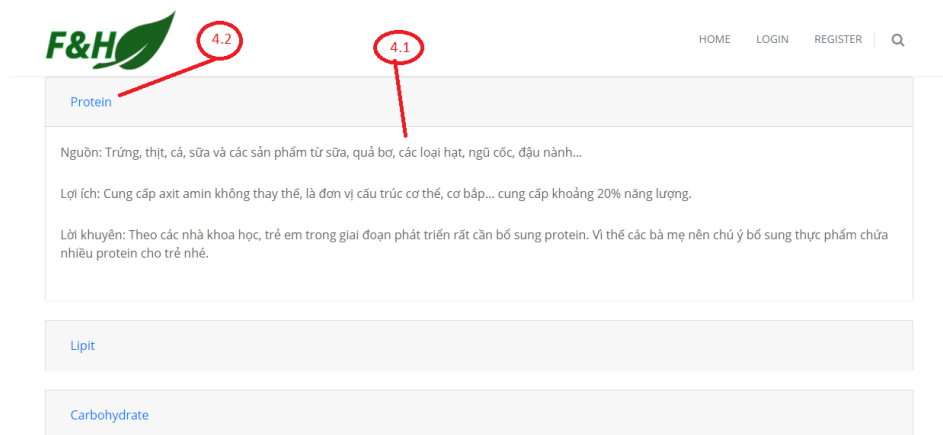 F&H
4.2
4.1
HOME LOGIN REGISTER
Protein
Nguồn: Trứng, thịt, cá, sữa và các sản phẩm từ sữa, quả bơ, các loại hạt, ngũ cốc, đậu nành...
Lợi ích: Cung cấp axit amin không thay thế, là đơn vị cấu trúc cơ thể, cơ bắp... cung cấp khoảng 20% năng lượng.
Lời khuyên: Theo các nhà khoa học, trẻ em trong giai đoạn phát triển rất cần bổ sung protein. Vì thế các bà mẹ nên chú ý bổ sung thực phẩm chứa
nhiều protein cho trẻ nhé.
Lipit
Carbohydrate